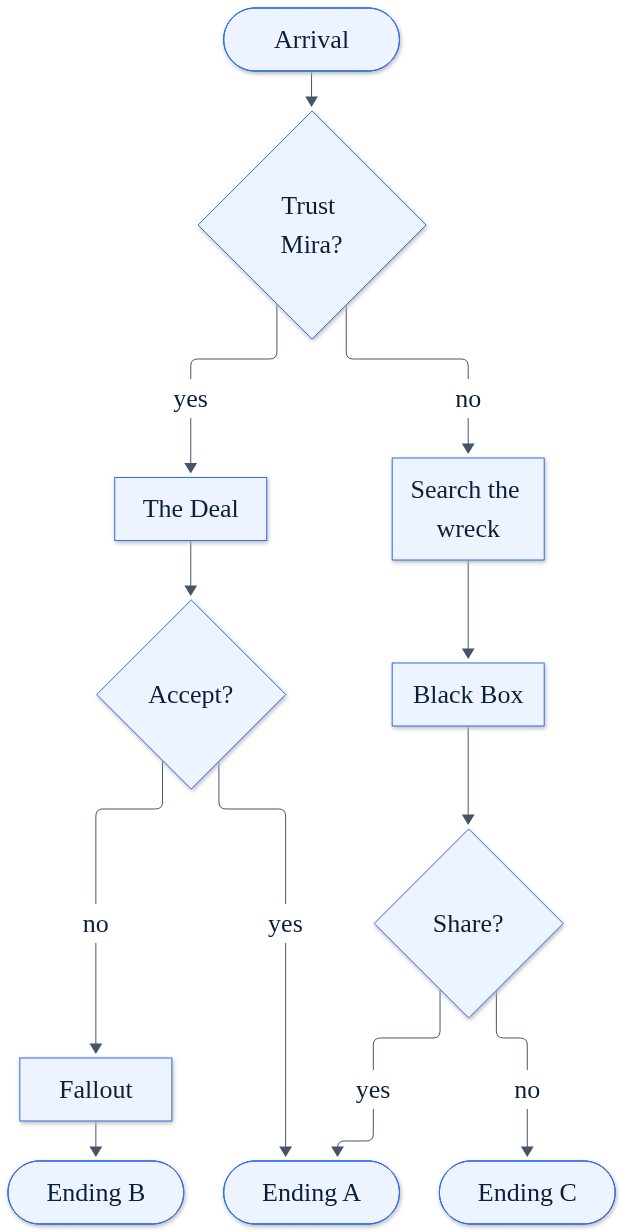 Arrival
Trust
Mira?
yes
no
The Deal
Search the
wreck
Accept?
Black Box
no
yes
Share?
Fallout
yes
no
Ending B
Ending A
Ending C